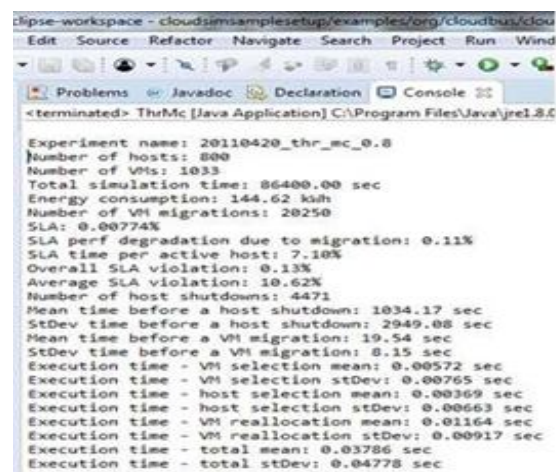 clipse-workspace - cloudsimsamplesetup/examples/org/cloudbus/clou
Edit Source Refactor Navigate Search Project Run Wind
Problems Javadoc Declaration Console
<terminated> ThrMc [Java Application] C:\Program Files\Java\jre1.8.0
Experiment name: 20110420_thr_mc_0.8
Number of hosts: 800
Number of VMs: 1033
Total simulation time: 86400.00 sec
Energy consumption: 144.62 kWh
Number of VM migrations: 20250
SLA: 0.00774%
SLA perf degradation due to migration: 0.11%
SLA time per active host: 7.10%
Overall SLA violation: 0.13%
Average SLA violation: 10.62%
Number of host shutdowns: 4471
Mean time before a host shutdown: 1034.17 sec
StDev time before a host shutdown: 2949.08 sec
Mean time before a VM migration: 19.54 sec
StDev time before a VM migration: 8.15 sec
Execution time - VM selection mean: 0.00572 sec
Execution time - VM selection stDev: 0.00765 sec
Execution time - host selection mean: 0.00369 sec
Execution time - host selection stDev: 0.00663 sec
Execution time - VM reallocation mean: 0.01164 sec
Execution time - VM reallocation stDev: 0.00917 sec
Execution time - total mean: 0.03786 sec
Execution time - total stDev: 0.04778 sec